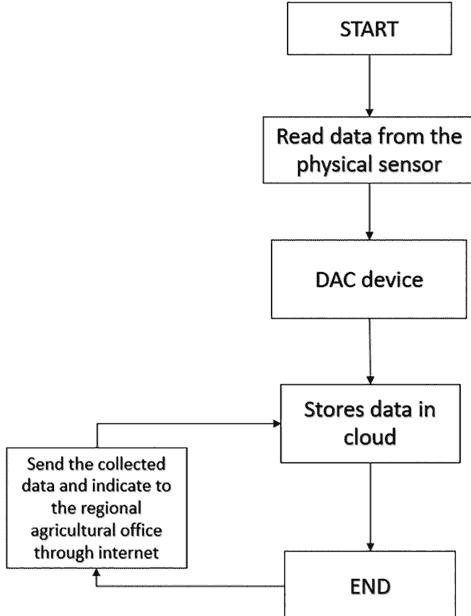 START
Read data from the
physical sensor
DAC device
Stores data in
cloud
Send the collected
data and indicate to
the regional
agricultural office
through internet
END